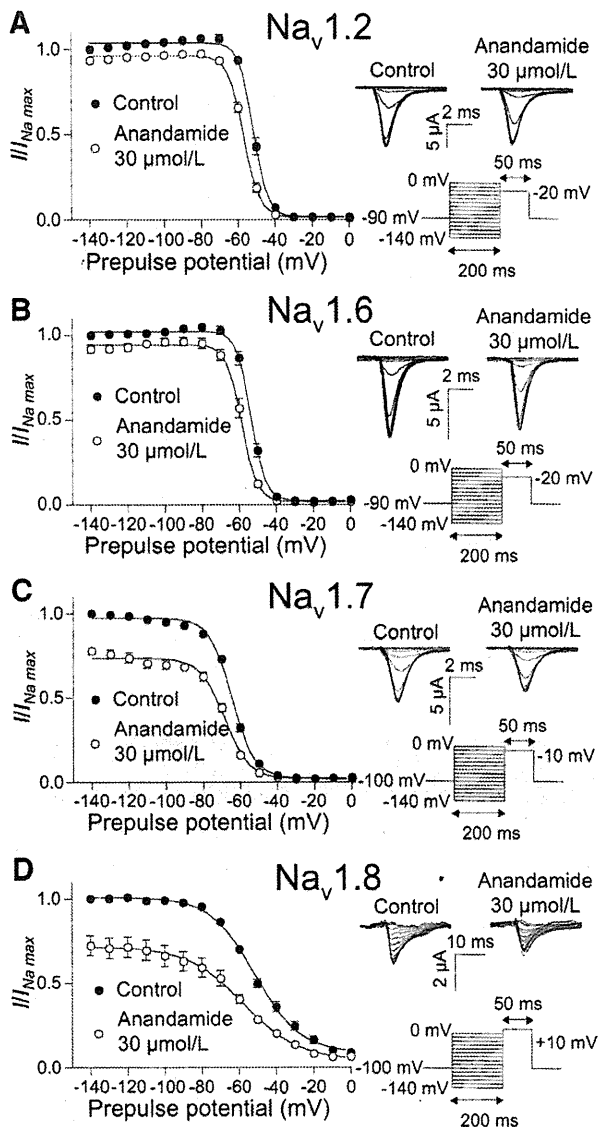 A
Na_v1.2
I/I_Na max
1.0
0.5
0.0
Control
Anandamide
30 μmol/L
-140 -120 -100 -80 -60 -40 -20 0
Prepulse potential (mV)
Control
Anandamide
30 μmol/L
2 ms
5 μA
50 ms
0 mV
-20 mV
-90 mV
-140 mV
200 ms
B
Na_v1.6
I/I_Na max
1.0
0.5
0.0
Control
Anandamide
30 μmol/L
-140 -120 -100 -80 -60 -40 -20 0
Prepulse potential (mV)
Control
Anandamide
30 μmol/L
2 ms
5 μA
50 ms
0 mV
-20 mV
-90 mV
-140 mV
200 ms
C
Na_v1.7
I/I_Na max
1.0
0.5
0.0
Control
Anandamide
30 μmol/L
-140 -120 -100 -80 -60 -40 -20 0
Prepulse potential (mV)
Control
Anandamide
30 μmol/L
2 ms
5 μA
50 ms
0 mV
-10 mV
-100 mV
-140 mV
200 ms
D
Na_v1.8
I/I_Na max
1.0
0.5
0.0
Control
Anandamide
30 μmol/L
-140 -120 -100 -80 -60 -40 -20 0
Prepulse potential (mV)
Control
Anandamide
30 μmol/L
10 ms
2 μA
50 ms
0 mV
+10 mV
-100 mV
-140 mV
200 ms